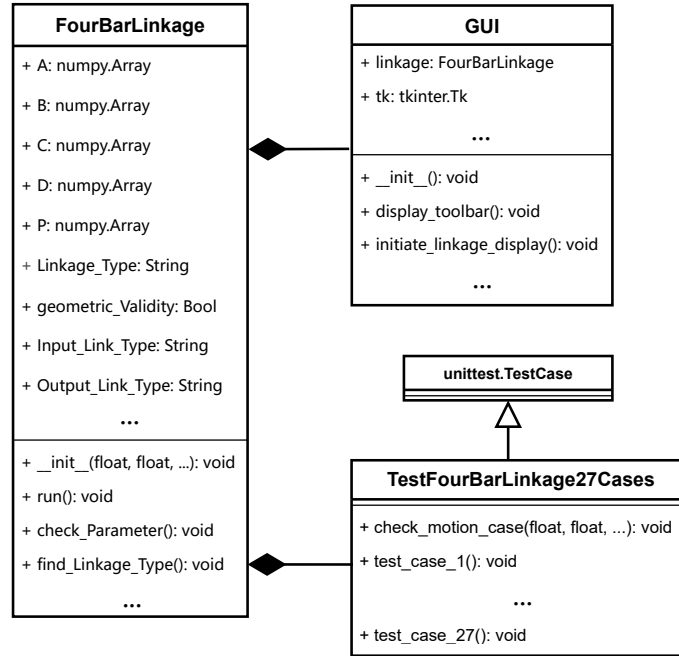 FourBarLinkage
+ A: numpy.Array
+ B: numpy.Array
+ C: numpy.Array
+ D: numpy.Array
+ P: numpy.Array
+ Linkage_Type: String
+ geometric_Validity: Bool
+ Input_Link_Type: String
+ Output_Link_Type: String
...
+ __init__(float, float, ...): void
+ run(): void
+ check_Parameter(): void
+ find_Linkage_Type(): void
...
GUI
+ linkage: FourBarLinkage
+ tk: tkinter.Tk
...
+ __init__(): void
+ display_toolbar(): void
+ initiate_linkage_display(): void
...
unittest.TestCase
TestFourBarLinkage27Cases
+ check_motion_case(float, float, ...): void
+ test_case_1(): void
...
+ test_case_27(): void